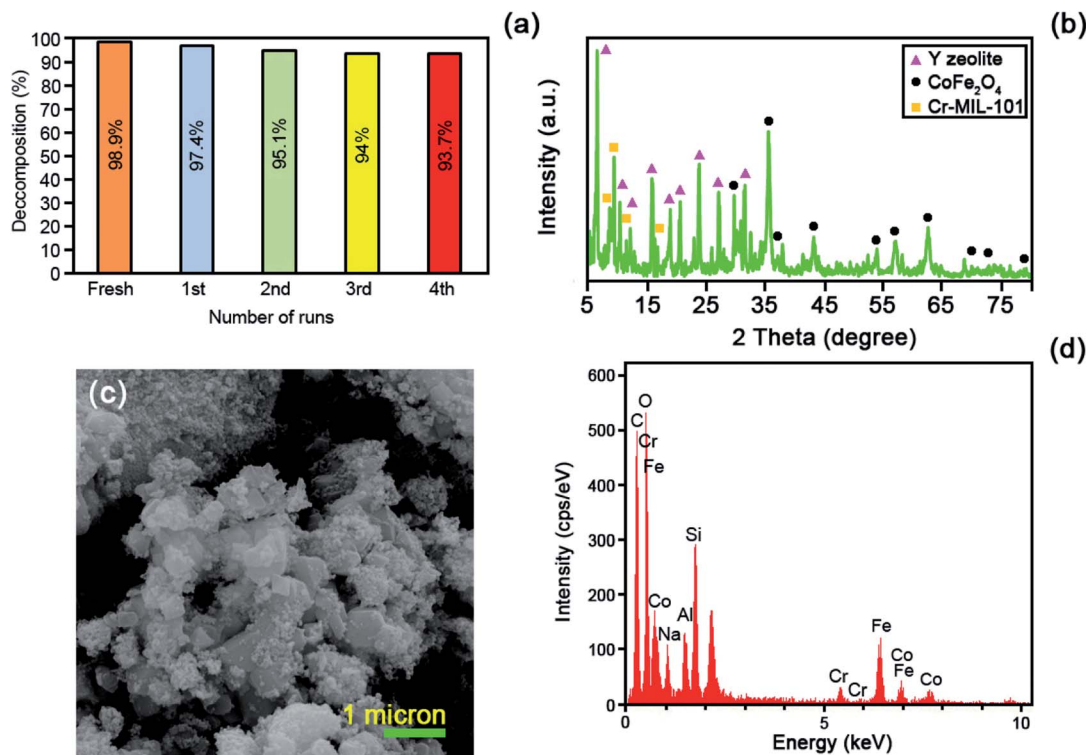 (a)
Deccomposition (%)
100
90
80
70
60
50
40
30
20
10
0
98.9%
97.4%
95.1%
94%
93.7%
Fresh 1st 2nd 3rd 4th
Number of runs
(b)
Intensity (a.u.)
Y zeolite
CoFe₂O₄
Cr-MIL-101
5 15 25 35 45 55 65 75
2 Theta (degree)
(c)
1 micron
(d)
Intensity (cps/eV)
600
500
400
300
200
100
0
O
C
Cr
Fe
Si
Co
Al
Na
Fe
Cr
Cr
Co
Fe
Co
0 5 10
Energy (keV)